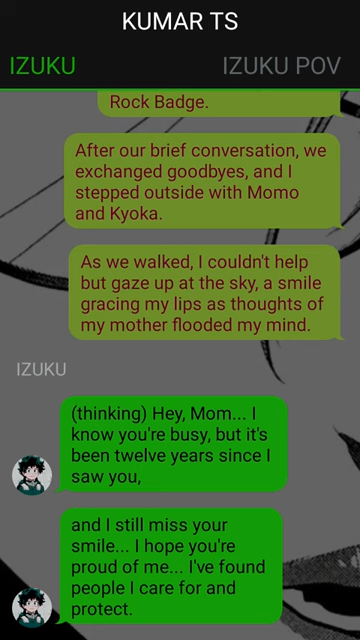 KUMAR TS
IZUKU
IZUKU POV
Rock Badge.
After our brief conversation, we
exchanged goodbyes, and I
stepped outside with Momo
and Kyoka.
As we walked, I couldn't help
but gaze up at the sky, a smile
gracing my lips as thoughts of
my mother flooded my mind.
IZUKU
(thinking) Hey, Mom... I
know you're busy, but it's
been twelve years since I
saw you,
and I still miss your
smile... I hope you're
proud of me... I've found
people I care for and
protect.